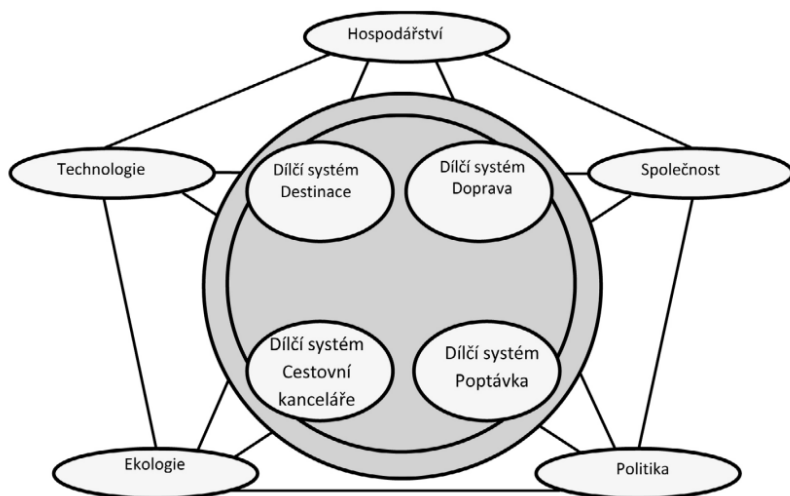 Hospodářství
Technologie
Dílčí systém
Destinace
Dílčí systém
Doprava
Společnost
Dílčí systém
Cestovní
kanceláře
Dílčí systém
Poptávka
Ekologie
Politika